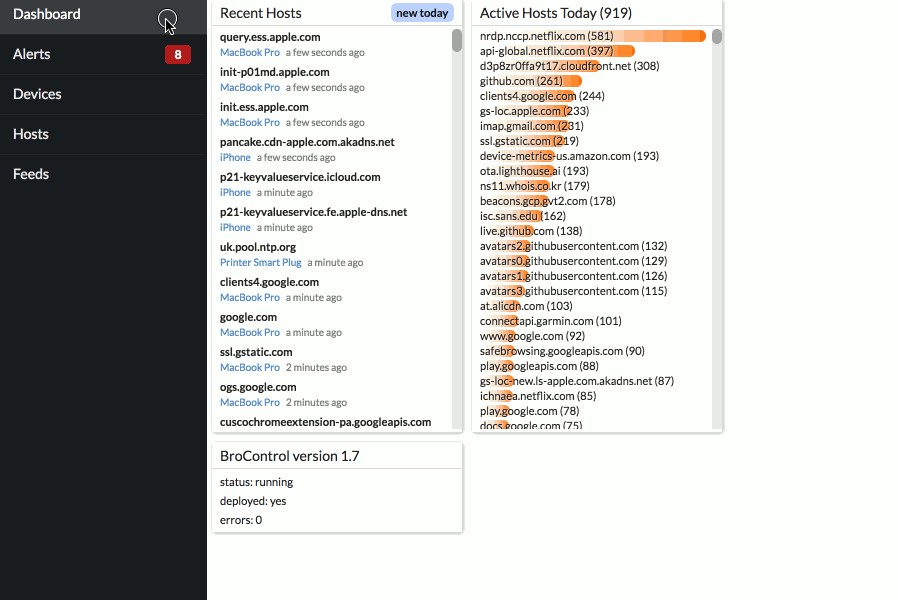 Dashboard
Alerts
8
Devices
Hosts
Feeds
Recent Hosts
new today
query.ess.apple.com
MacBook Pro a few seconds ago
init-p01md.apple.com
MacBook Pro a few seconds ago
init.ess.apple.com
MacBook Pro a few seconds ago
pancake.cdn-apple.com.akadns.net
iPhone a few seconds ago
p21-keyvalueservice.icloud.com
iPhone a minute ago
p21-keyvalueservice.fe.apple-dns.net
iPhone a minute ago
uk.pool.ntp.org
Printer Smart Plug a minute ago
clients4.google.com
MacBook Pro a minute ago
google.com
MacBook Pro a minute ago
ssl.gstatic.com
MacBook Pro 2 minutes ago
ogs.google.com
MacBook Pro 2 minutes ago
cuscochromeextension-pa.googleapis.com
Active Hosts Today (919)
nrdp.nccp.netflix.com (581)
api-global.netflix.com (397)
d3p8zr0ffa9t17.cloudfront.net (308)
github.com (261)
clients4.google.com (244)
gs-loc.apple.com (233)
imap.gmail.com (231)
ssl.gstatic.com (219)
device-metrics-us.amazon.com (193)
ota.lighthouse.ai (193)
ns11.whois.co.kr (179)
beacons.gcp.gvt2.com (178)
isc.sans.edu (162)
live.github.com (138)
avatars2.githubusercontent.com (132)
avatars0.githubusercontent.com (129)
avatars1.githubusercontent.com (126)
avatars3.githubusercontent.com (115)
at.alicdn.com (103)
connectapi.garmin.com (101)
www.google.com (92)
safebrowsing.googleapis.com (90)
play.googleapis.com (88)
gs-loc-new.ls-apple.com.akadns.net (87)
ichnaea.netflix.com (85)
play.google.com (78)
docs.google.com (75)
BroControl version 1.7
status: running
deployed: yes
errors: 0